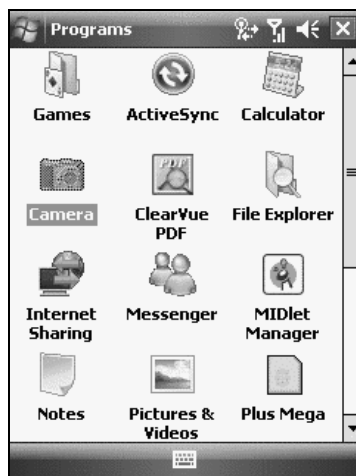 Programs
Games ActiveSync Calculator
PDF
Camera ClearVue PDF File Explorer
Internet Sharing Messenger MIDlet Manager
Notes Pictures & Videos Plus Mega